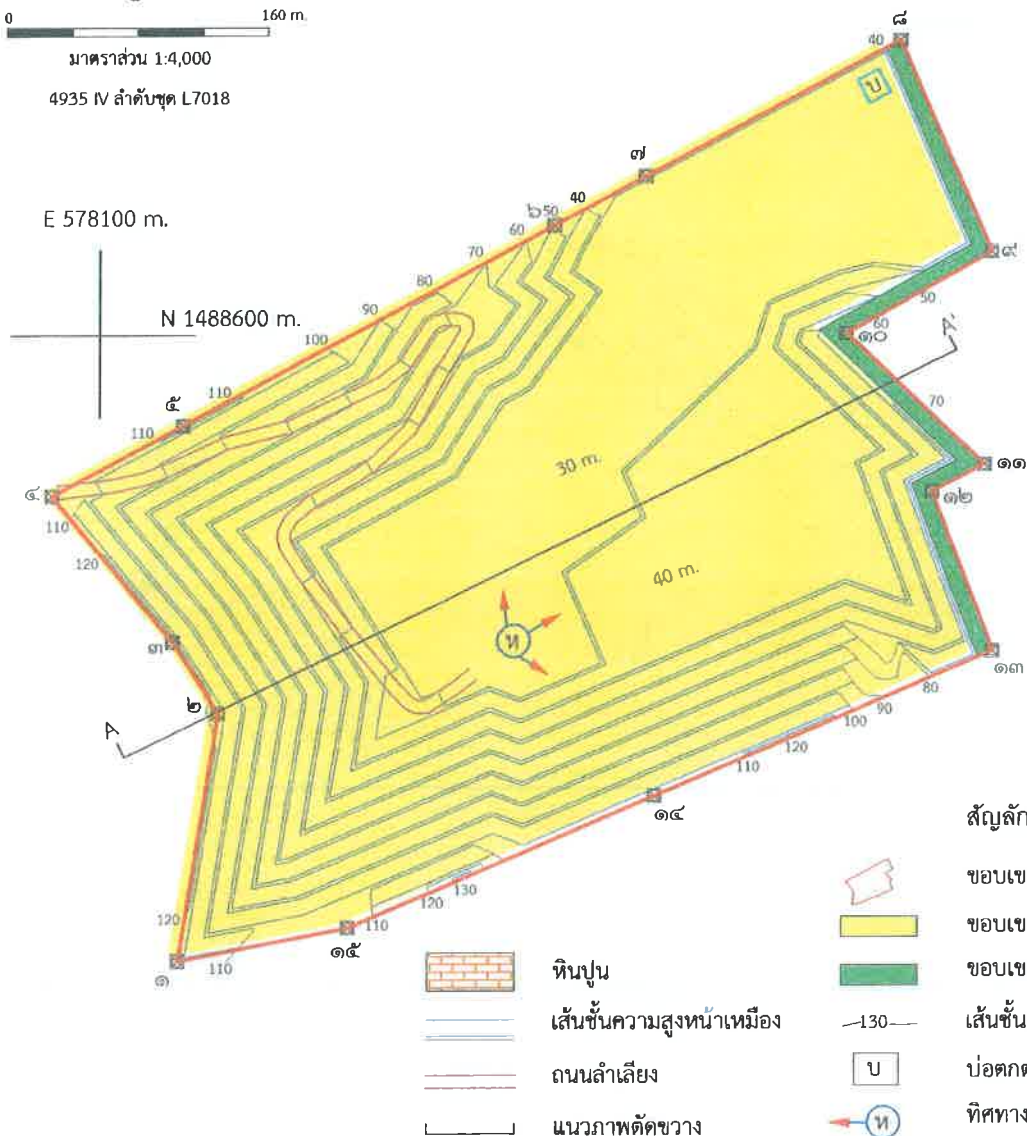 0 160 m.
มาตราส่วน 1:4,000
4935 IV ลำดับชุด L7018
E 578100 m.
N 1488600 m.
๘
40
บ
๗
๖
50
40
60
70
80
90
100
110
๕
110
๔
110
120
๓
๒
A
120
๑
110
๙
50
60
๑๐
A'
70
๑๑
๑๒
30 m.
40 m.
ห
๑๓
80
90
100
120
110
๑๔
130
120
110
๑๕
สัญลัก
ขอบเข
ขอบเข
ขอบเข
130 เส้นชั้น
บ บ่อตกต
ห ทิศทาง
หินปูน
เส้นชั้นความสูงหน้าเหมือง
ถนนลำเลียง
แนวภาพตัดขวาง